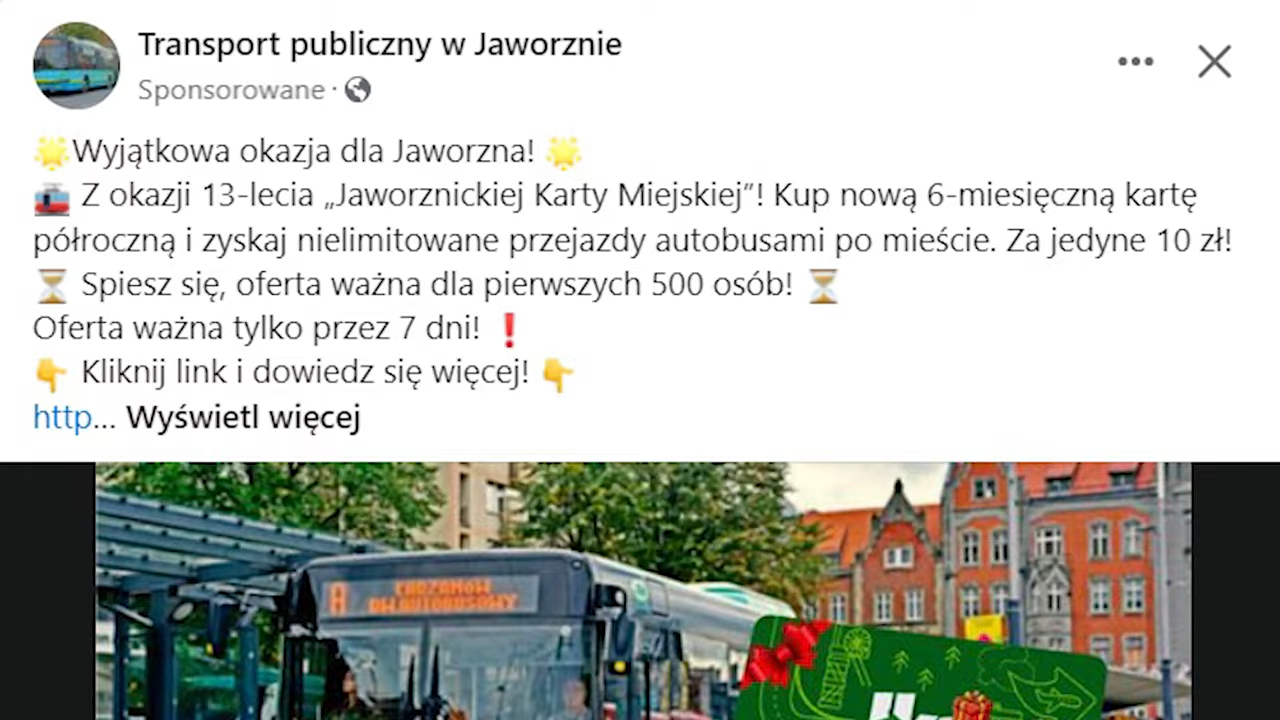 Transport publiczny w Jaworznie
Sponsorowane ·
🌟Wyjątkowa okazja dla Jaworzna! 🌟
🚊 Z okazji 13-lecia „Jaworznickiej Karty Miejskiej”! Kup nową 6-miesięczną kartę
półroczną i zyskaj nielimitowane przejazdy autobusami po mieście. Za jedyne 10 zł!
⏳ Spiesz się, oferta ważna dla pierwszych 500 osób! ⏳
Oferta ważna tylko przez 7 dni! ❗
👇 Kliknij link i dowiedz się więcej! 👇
http... Wyświetl więcej